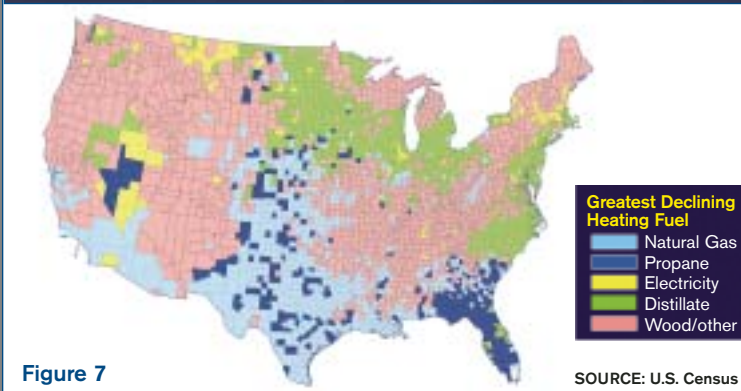 Greatest Declining
Heating Fuel
Natural Gas
Propane
Electricity
Distillate
Wood/other
Figure 7
SOURCE: U.S. Census